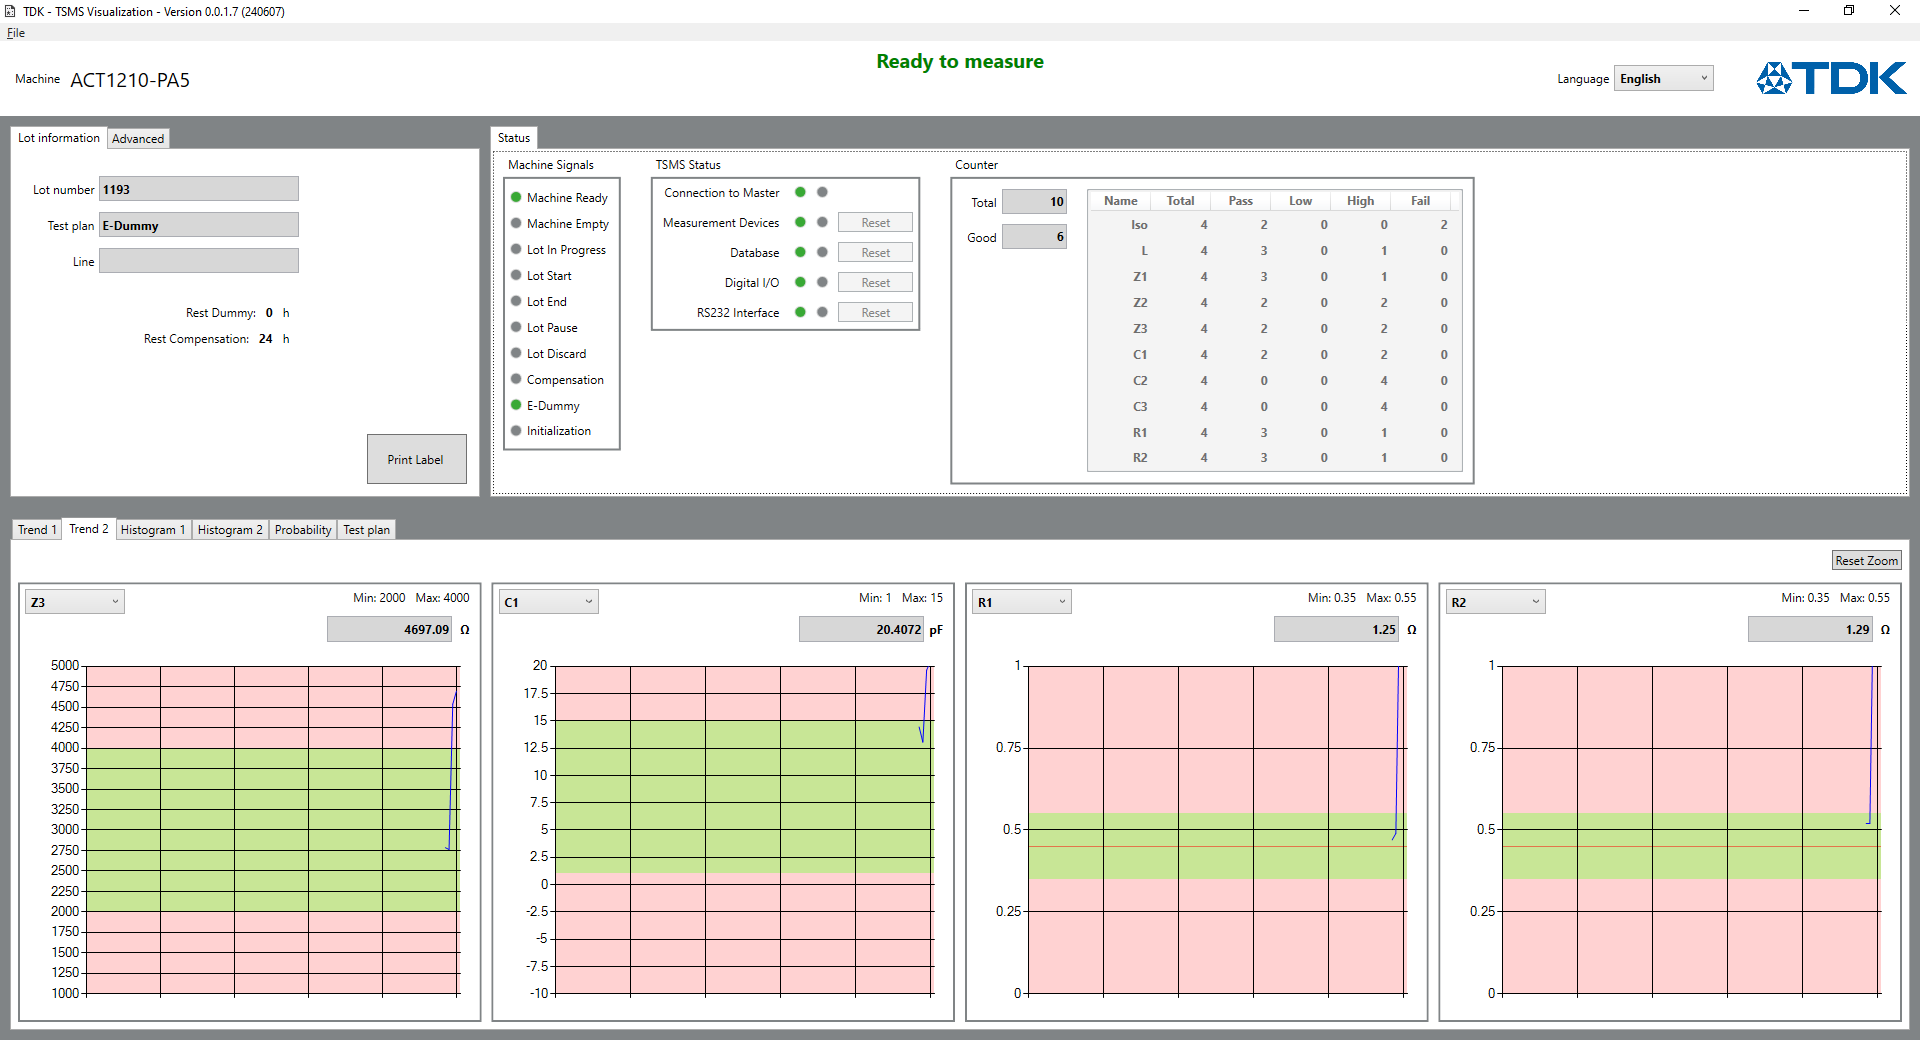 TDK - TSMS Visualization - Version 0.0.1.7 (240607)
File
Ready to measure
Machine ACT1210-PA5
Language English
TDK
Lot information Advanced
Lot number 1193
Test plan E-Dummy
Line
Rest Dummy: 0 h
Rest Compensation: 24 h
Print Label
Status
Machine Signals
Machine Ready
Machine Empty
Lot In Progress
Lot Start
Lot End
Lot Pause
Lot Discard
Compensation
E-Dummy
Initialization
TSMS Status
Connection to Master
Measurement Devices Reset
Database Reset
Digital I/O Reset
RS232 Interface Reset
Counter
Total 10
Good 6
Name Total Pass Low High Fail
Iso 4 2 0 0 2
L 4 3 0 1 0
Z1 4 3 0 1 0
Z2 4 2 0 2 0
Z3 4 2 0 2 0
C1 4 2 0 2 0
C2 4 0 0 4 0
C3 4 0 0 4 0
R1 4 3 0 1 0
R2 4 3 0 1 0
Trend 1 Trend 2 Histogram 1 Histogram 2 Probability Test plan
Reset Zoom
Z3 Min: 2000 Max: 4000
4697.09 Ω
5000
4750
4500
4250
4000
3750
3500
3250
3000
2750
2500
2250
2000
1750
1500
1250
1000
C1 Min: 1 Max: 15
20.4072 pF
20
17.5
15
12.5
10
7.5
5
2.5
0
-2.5
-5
-7.5
-10
R1 Min: 0.35 Max: 0.55
1.25 Ω
1
0.75
0.5
0.25
0
R2 Min: 0.35 Max: 0.55
1.29 Ω
1
0.75
0.5
0.25
0